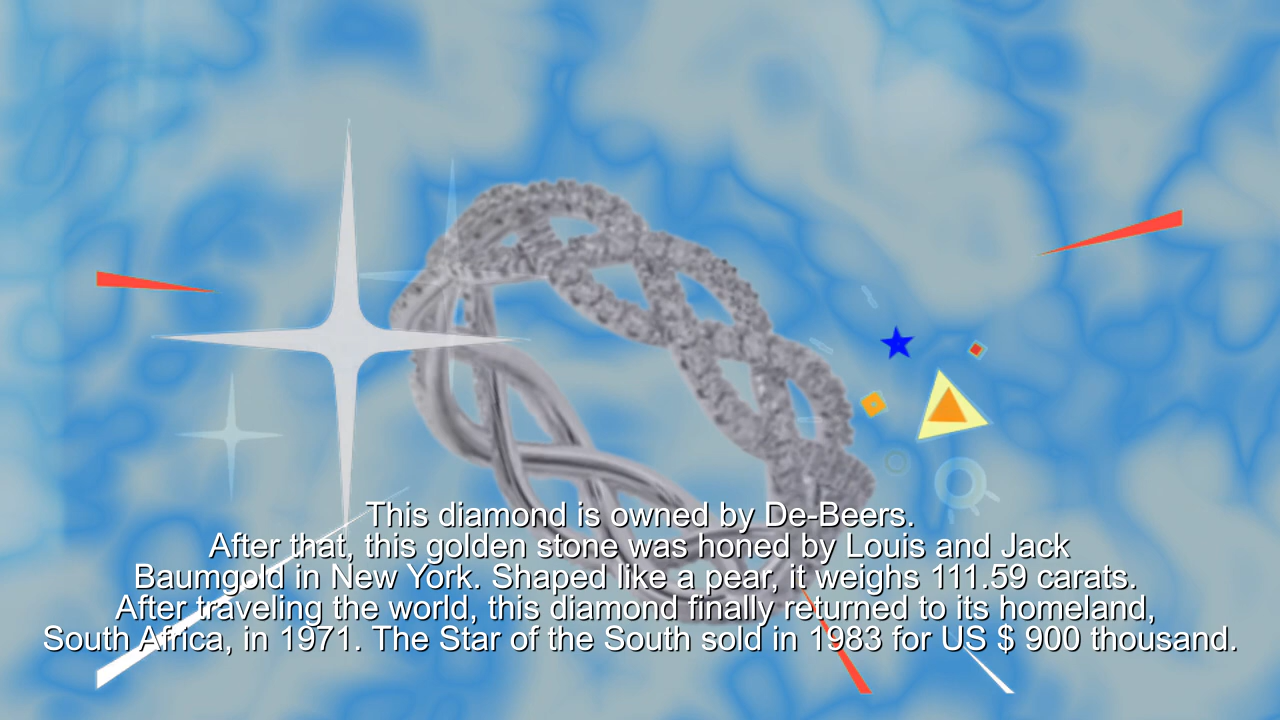 This diamond is owned by De-Beers.
After that, this golden stone was honed by Louis and Jack
Baumgold in New York. Shaped like a pear, it weighs 111.59 carats.
After traveling the world, this diamond finally returned to its homeland,
South Africa, in 1971. The Star of the South sold in 1983 for US $ 900 thousand.